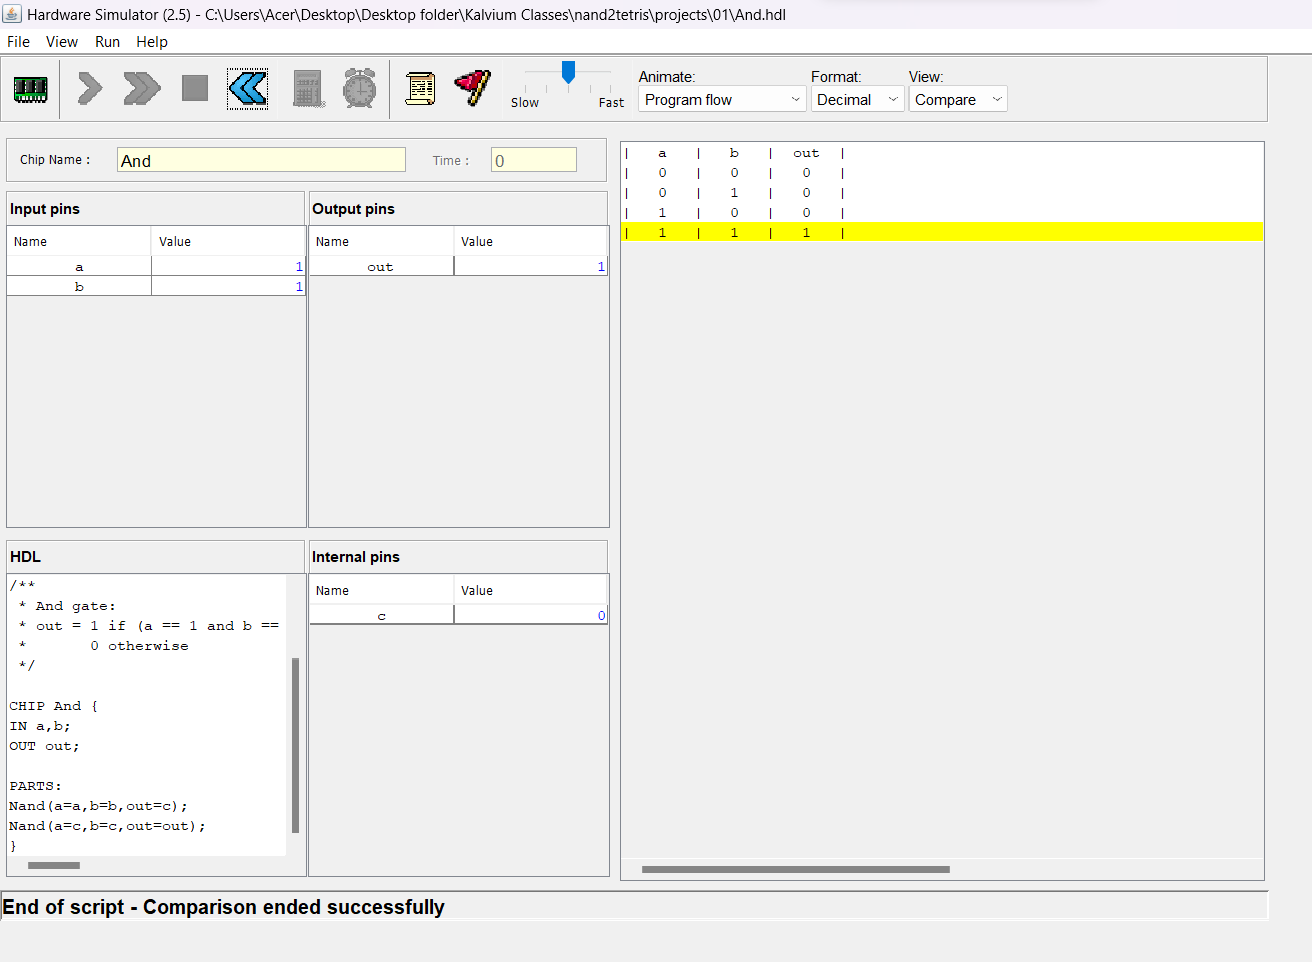 Hardware Simulator (2.5) - C:\Users\Acer\Desktop\Desktop folder\Kalvium Classes\nand2tetris\projects\01\And.hdl
File View Run Help
Slow Fast
Animate: Format: View:
Program flow Decimal Compare
Chip Name : And Time : 0
Input pins
Name Value
a 1
b 1
Output pins
Name Value
out 1
| a | b | out |
| 0 | 0 | 0 |
| 0 | 1 | 0 |
| 1 | 0 | 0 |
| 1 | 1 | 1 |
HDL
/**
* And gate:
* out = 1 if (a == 1 and b ==
* 0 otherwise
*/
CHIP And {
IN a,b;
OUT out;
PARTS:
Nand(a=a,b=b,out=c);
Nand(a=c,b=c,out=out);
}
Internal pins
Name Value
c 0
End of script - Comparison ended successfully